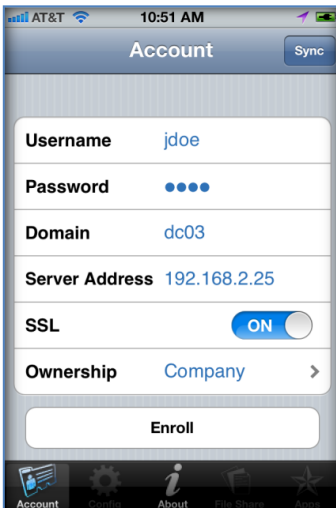 AT&T 10:51 AM
Account Sync
Username jdoe
Password ●●●●
Domain dc03
Server Address 192.168.2.25
SSL ON
Ownership Company >
Enroll
Account Config About File Share Apps